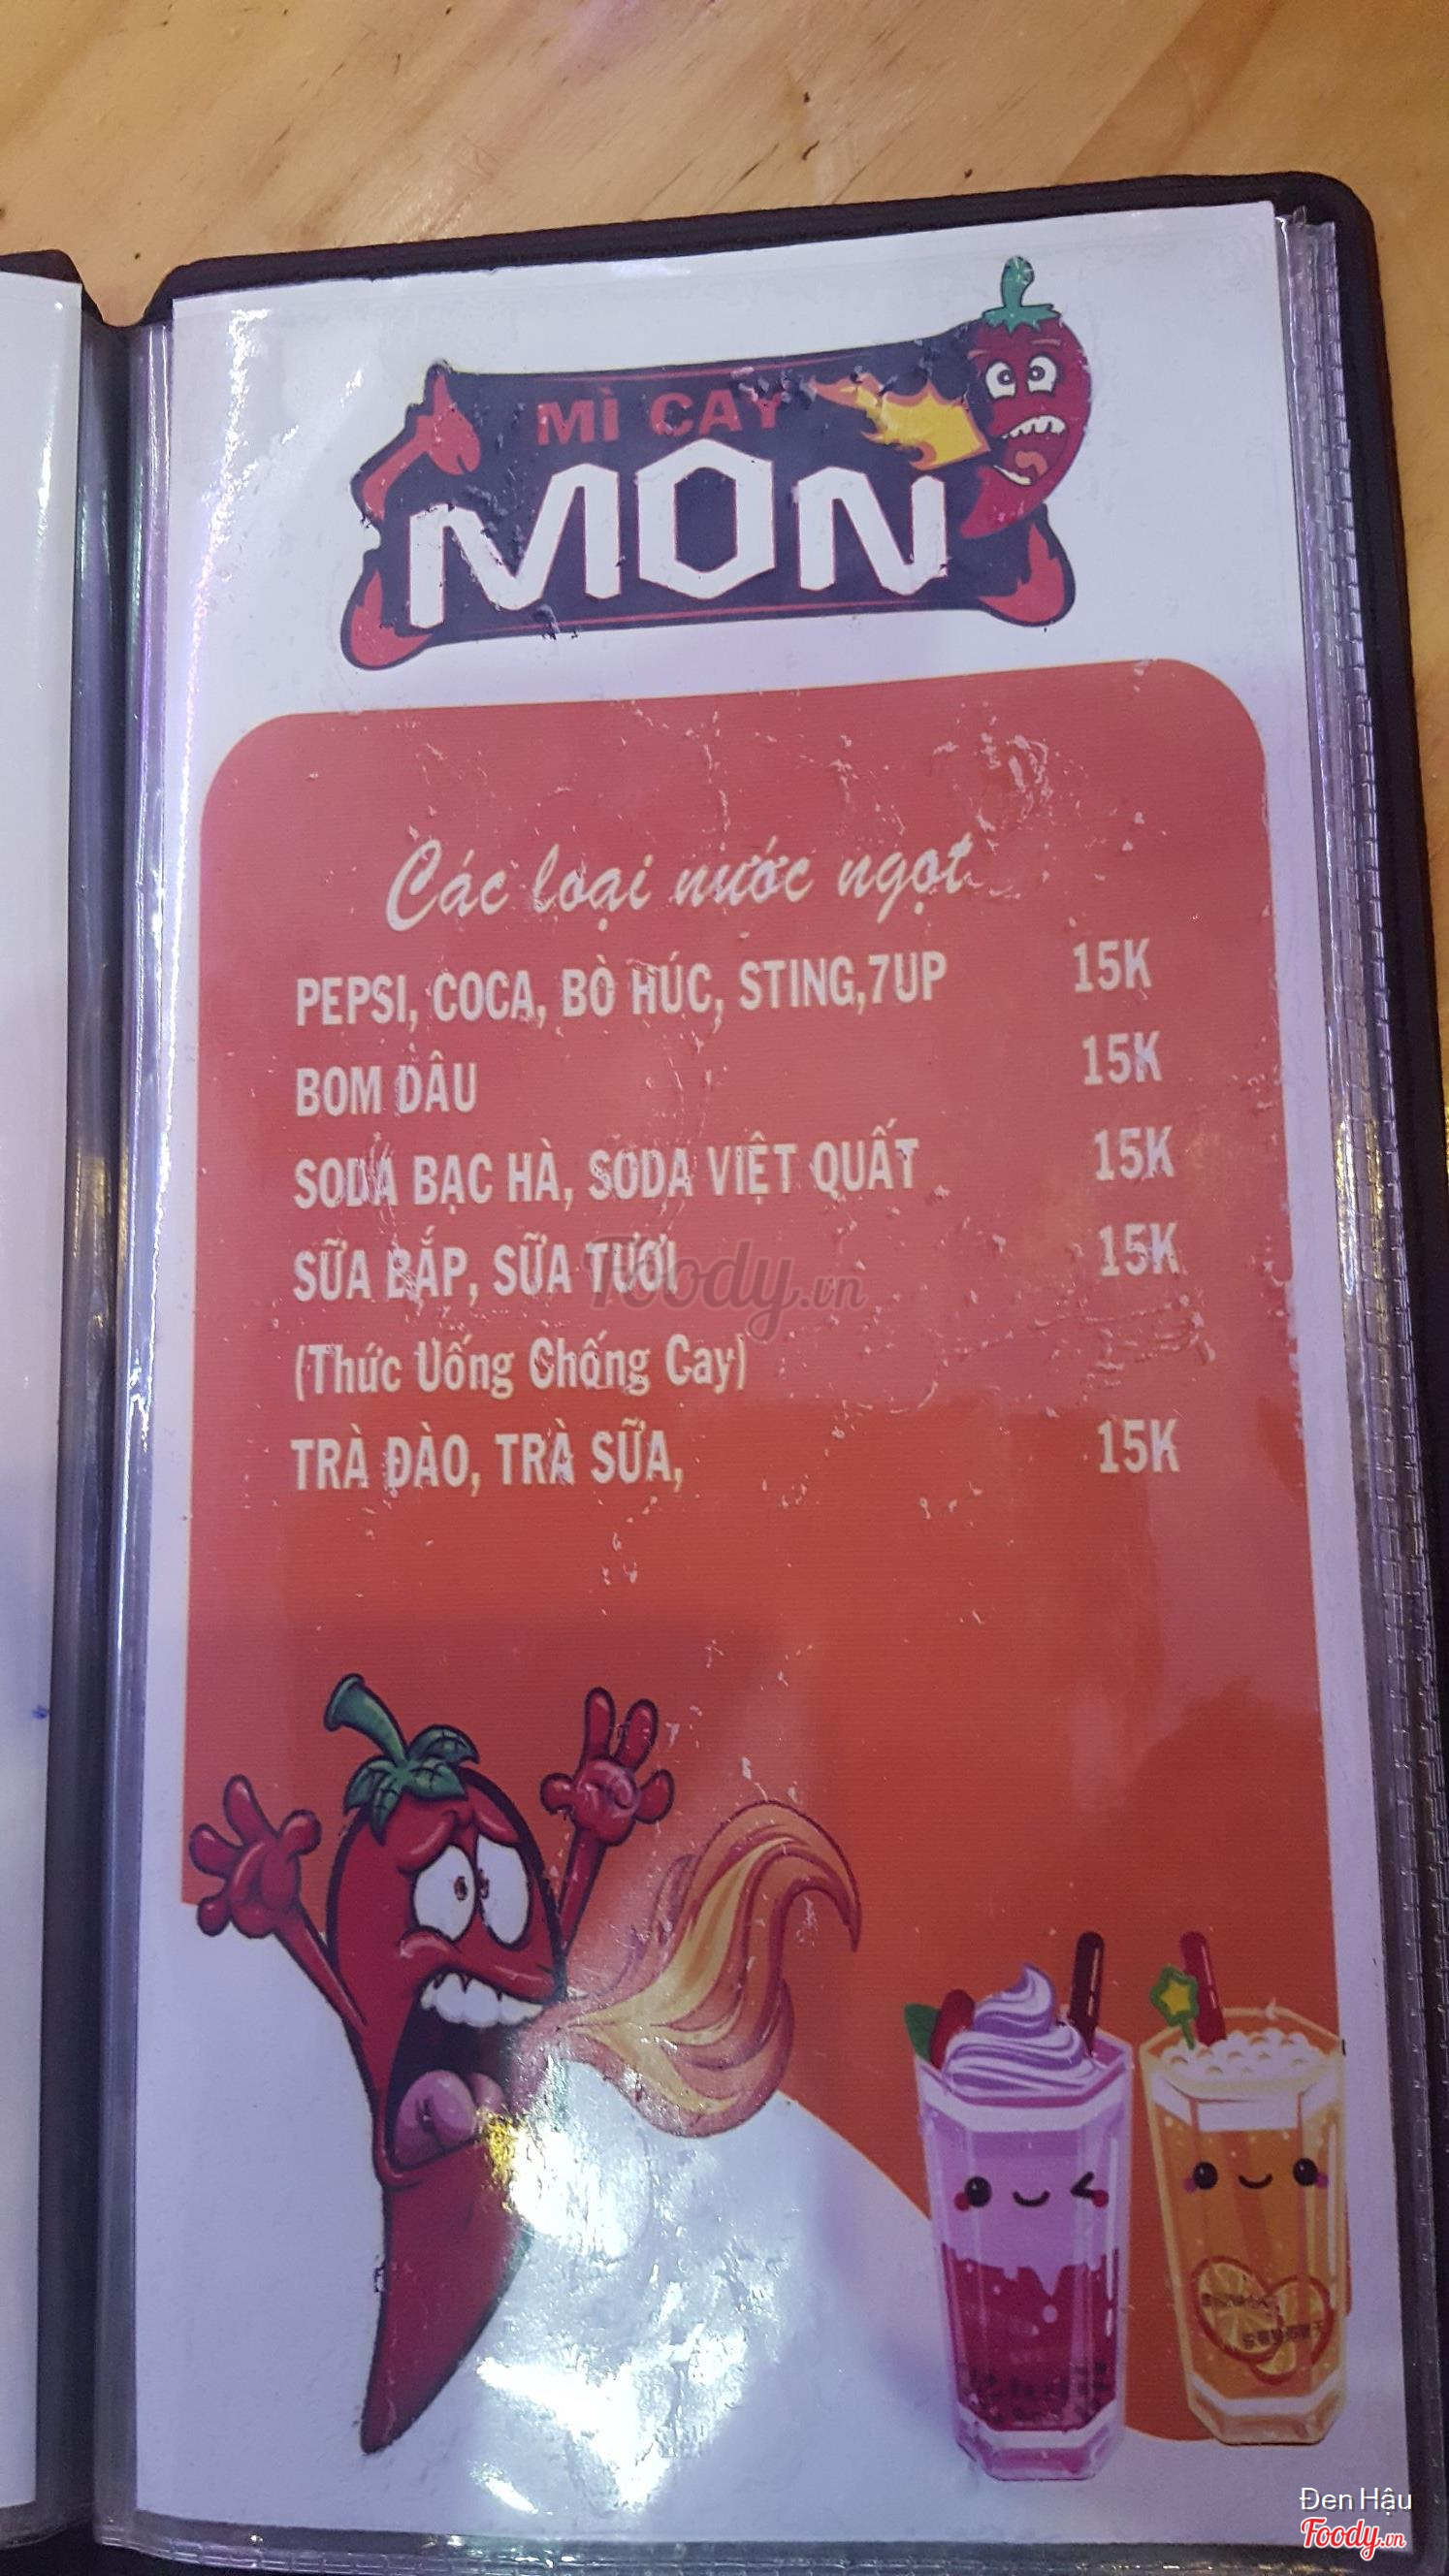 MÌ CAY
MON
Các loại nước ngọt
PEPSI, COCA, BÒ HÚC, STING,7UP 15K
BOM DÂU 15K
SODA BẠC HÀ, SODA VIỆT QUẤT 15K
SỮA BẮP, SỮA TƯƠI 15K
Foody.vn
(Thức Uống Chống Cay)
TRÀ ĐÀO, TRÀ SỮA, 15K
Đen Hậu
Foody.vn